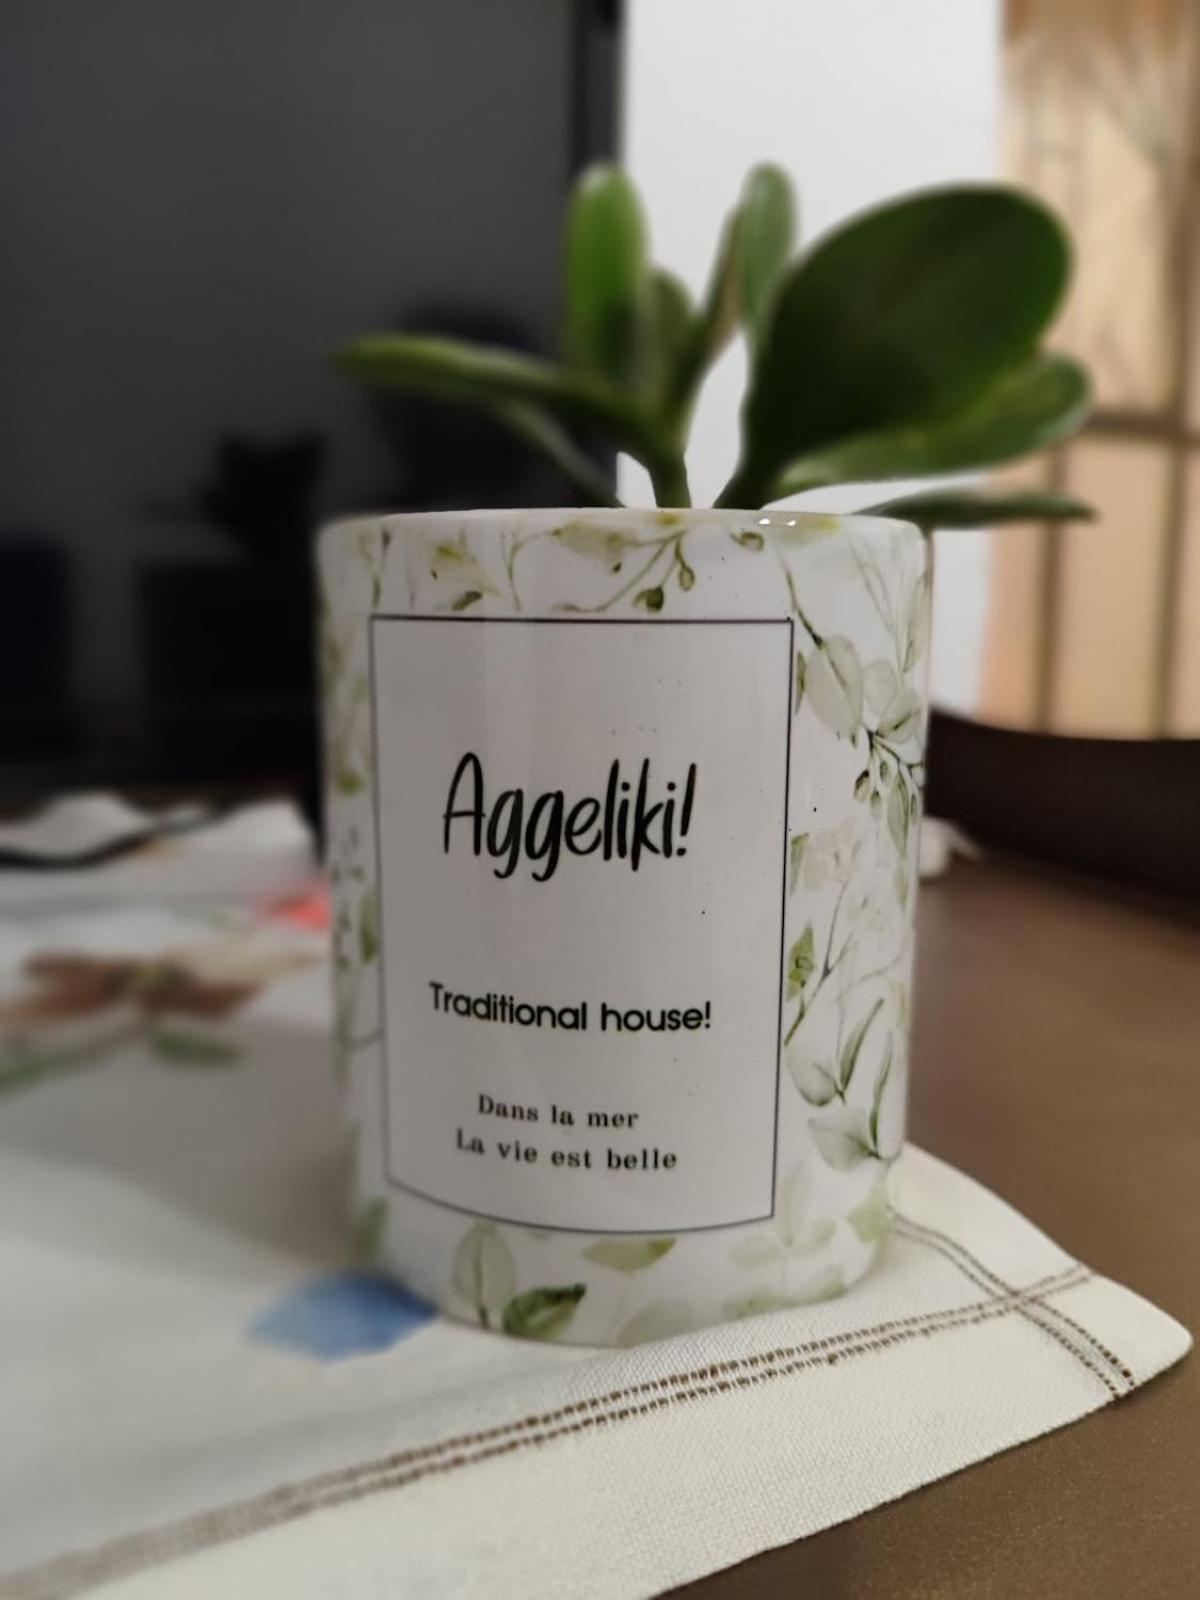 Aggeliki!
Traditional house!
Dans la mer
La vie est belle